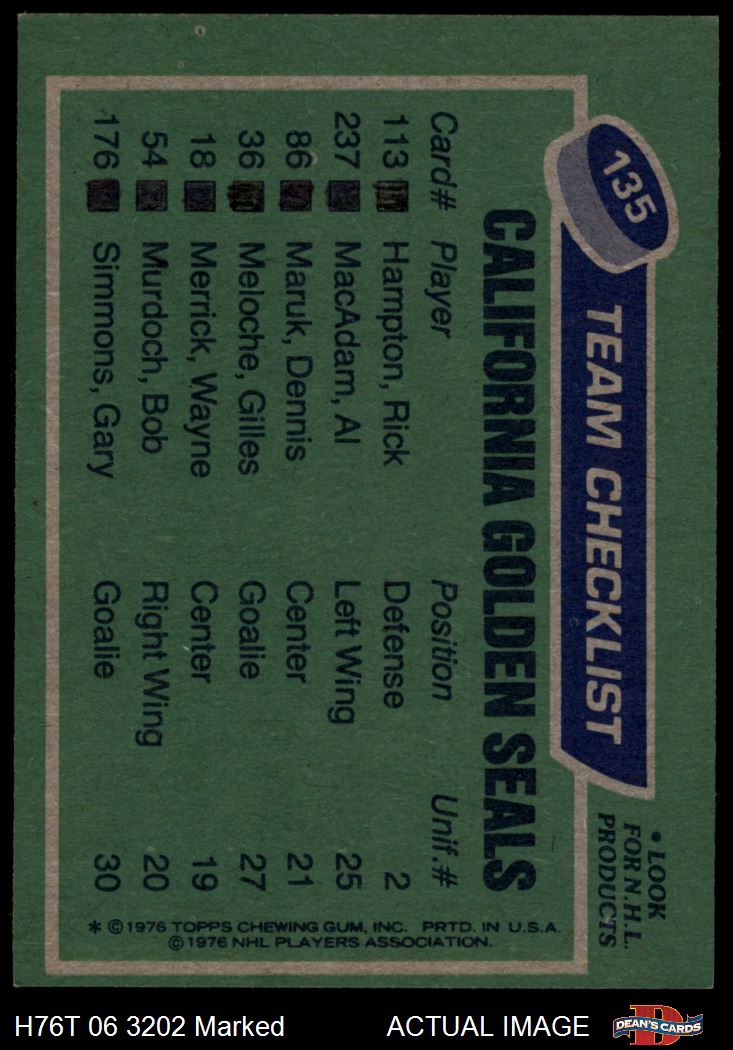 135
TEAM CHECKLIST
• LOOK
FOR N.H.L.
PRODUCTS
CALIFORNIA GOLDEN SEALS
Card# Player Position Unif.#
113 Hampton, Rick Defense 2
237 MacAdam, Al Left Wing 25
86 Maruk, Dennis Center 21
36 Meloche, Gilles Goalie 27
18 Merrick, Wayne Center 19
54 Murdoch, Bob Right Wing 20
176 Simmons, Gary Goalie 30
* ©1976 TOPPS CHEWING GUM, INC. PRTD. IN U.S.A.
©1976 NHL PLAYERS ASSOCIATION.
H76T 06 3202 Marked ACTUAL IMAGE D DEAN'S CARDS